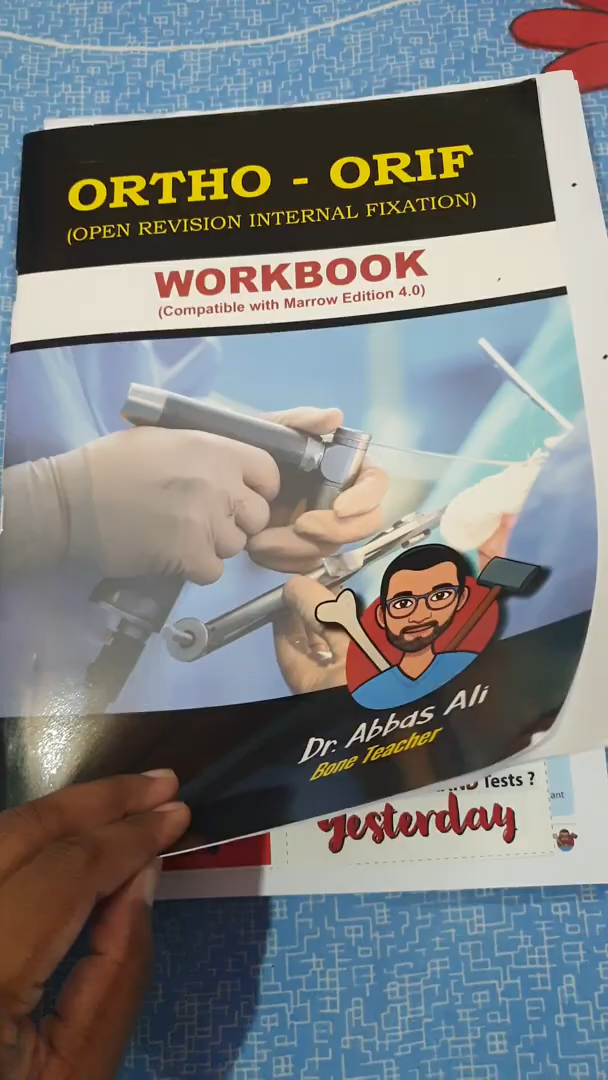 ORTHO - ORIF
(OPEN REVISION INTERNAL FIXATION)
WORKBOOK
(Compatible with Marrow Edition 4.0)
Dr. Abbas Ali
Bone Teacher
Tests ?
Yesterday